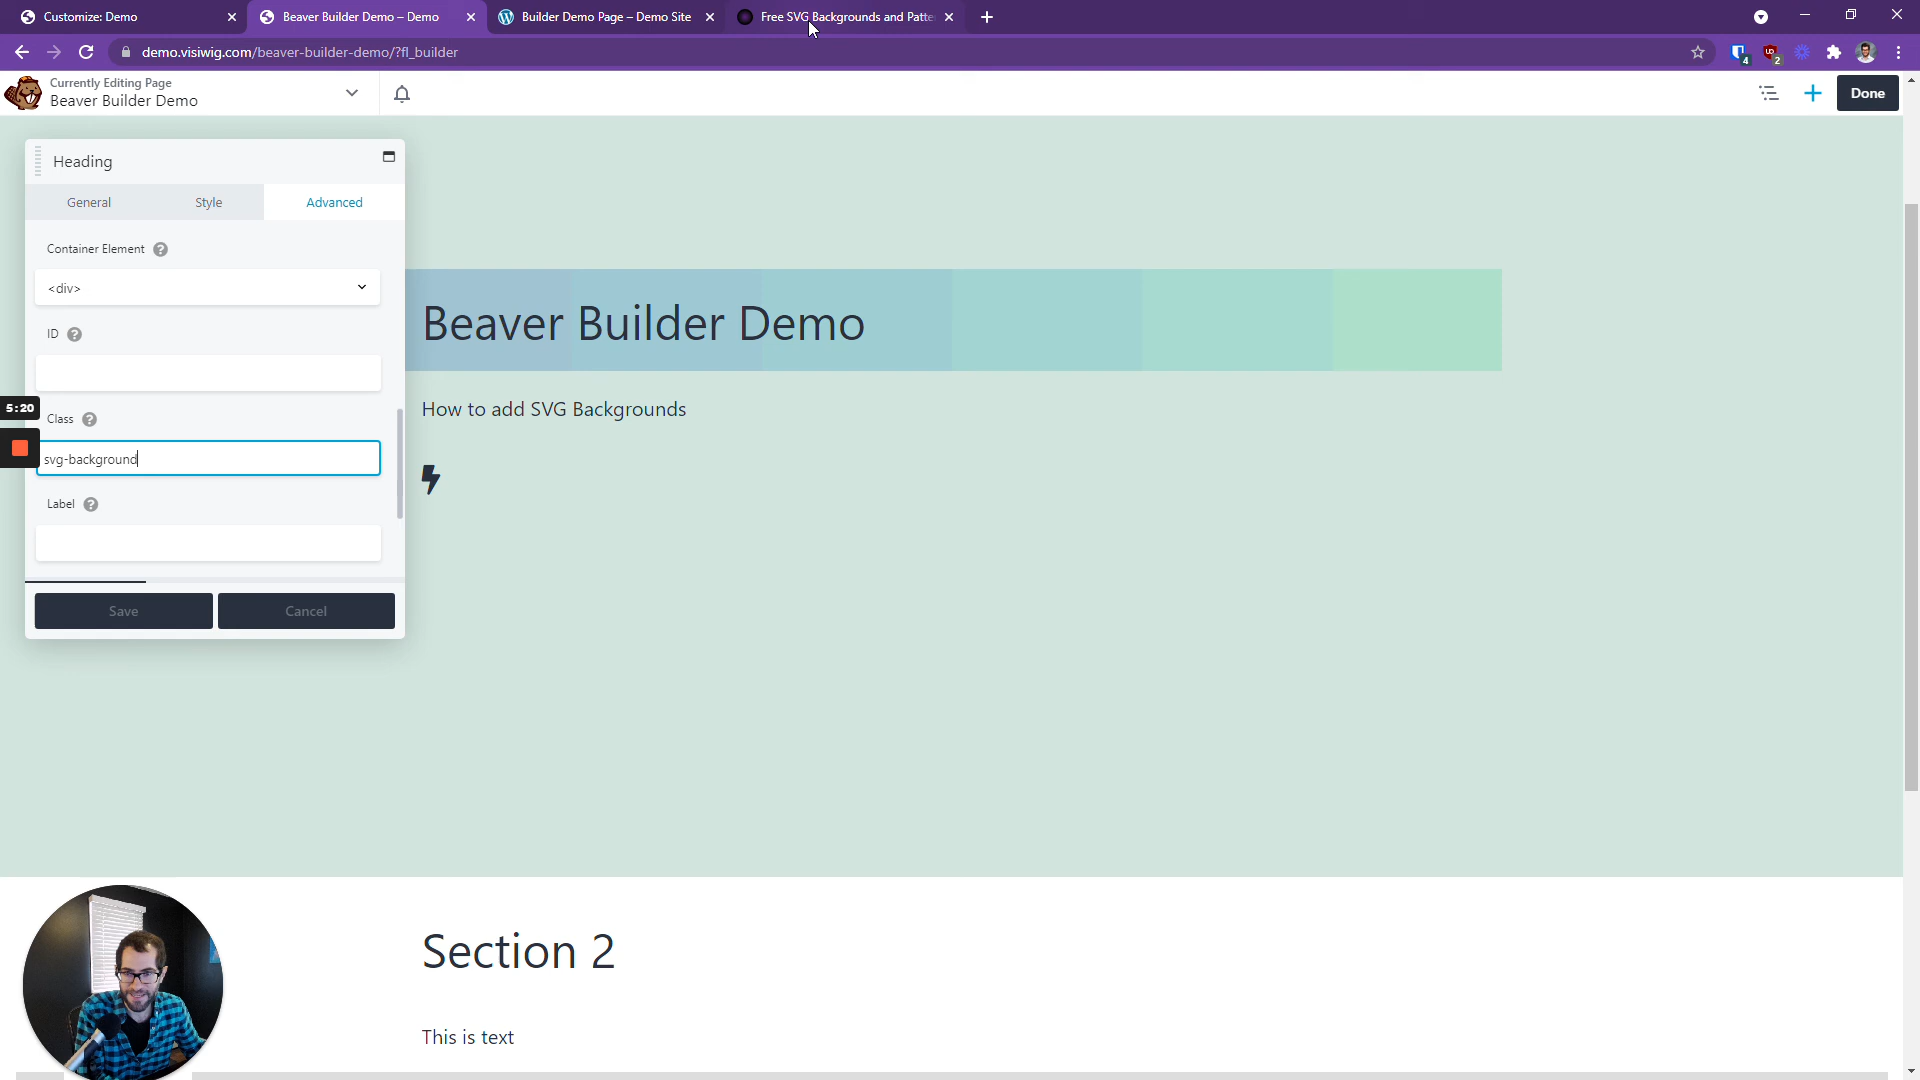 Customize: Demo
Beaver Builder Demo – Demo
Builder Demo Page – Demo Site
Free SVG Backgrounds and Patte
demo.visiwig.com/beaver-builder-demo/?fl_builder
4
2
Currently Editing Page
Beaver Builder Demo
Done
Heading
General
Style
Advanced
Container Element
<div>
ID
5:20
Class
svg-background
Label
Save
Cancel
Beaver Builder Demo
How to add SVG Backgrounds
Section 2
This is text